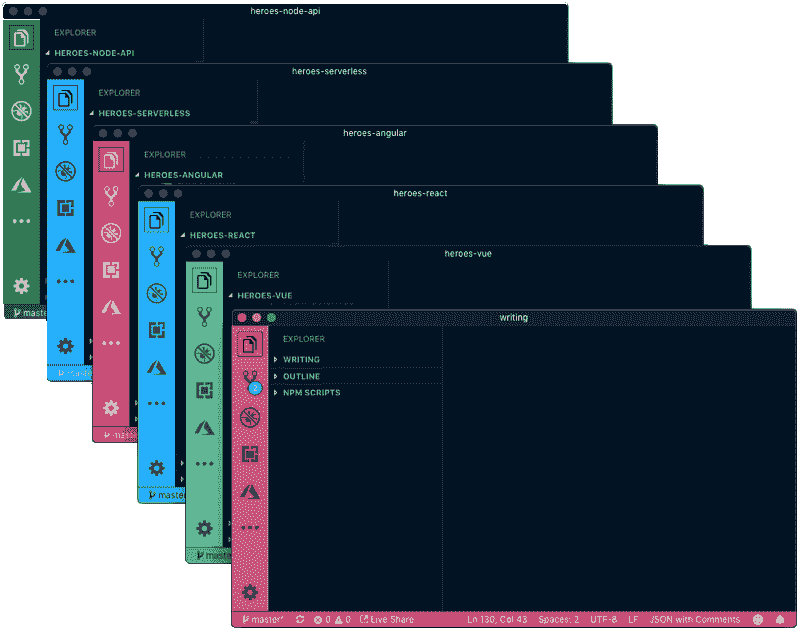 heroes-node-api
EXPLORER
HEROES-NODE-API
heroes-serverless
EXPLORER
HEROES-SERVERLESS
heroes-angular
EXPLORER
HEROES-ANGULAR
heroes-react
EXPLORER
HEROES-REACT
heroes-vue
EXPLORER
HEROES-VUE
writing
EXPLORER
WRITING
2
OUTLINE
NPM SCRIPTS
maste
master
master
maste
master* 0 0 Live Share Ln 130, Col 43 Spaces: 2 UTF-8 LF JSON with Comments